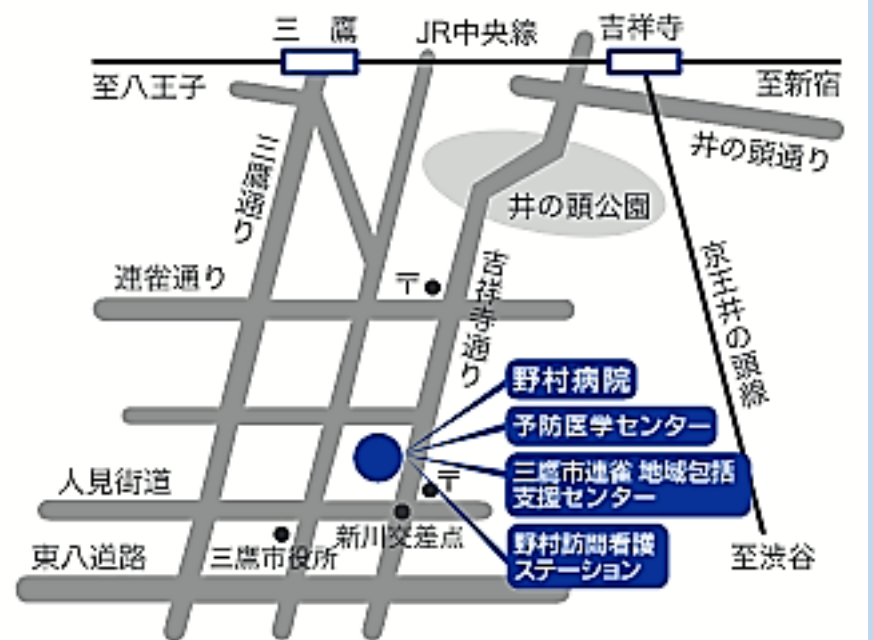 三鷹
JR中央線
吉祥寺
至八王子
至新宿
井の頭通り
三鷹通り
井の頭公園
連雀通り
〒
吉祥寺通り
京王井の頭線
野村病院
予防医学センター
三鷹市連雀 地域包括
支援センター
人見街道
〒
新川交差点
野村訪問看護
ステーション
東八道路
三鷹市役所
至渋谷